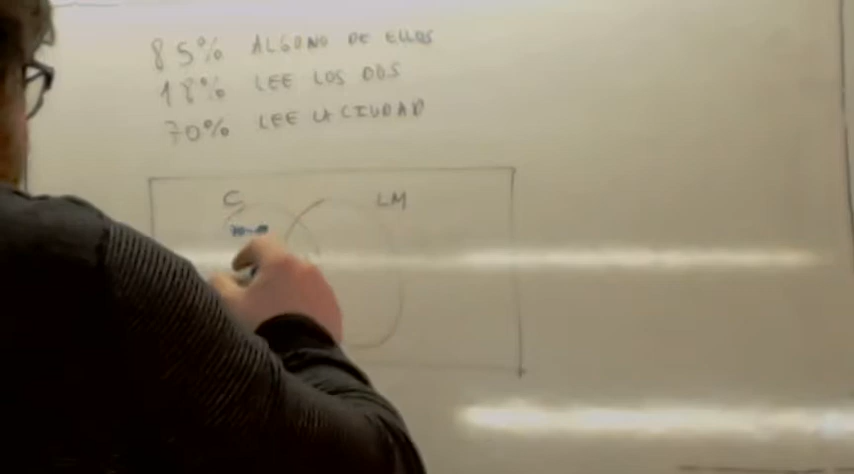 85% ALGUNO DE ELLOS
18% LEE LOS DOS
70% LEE LA CIUDAD
C LM